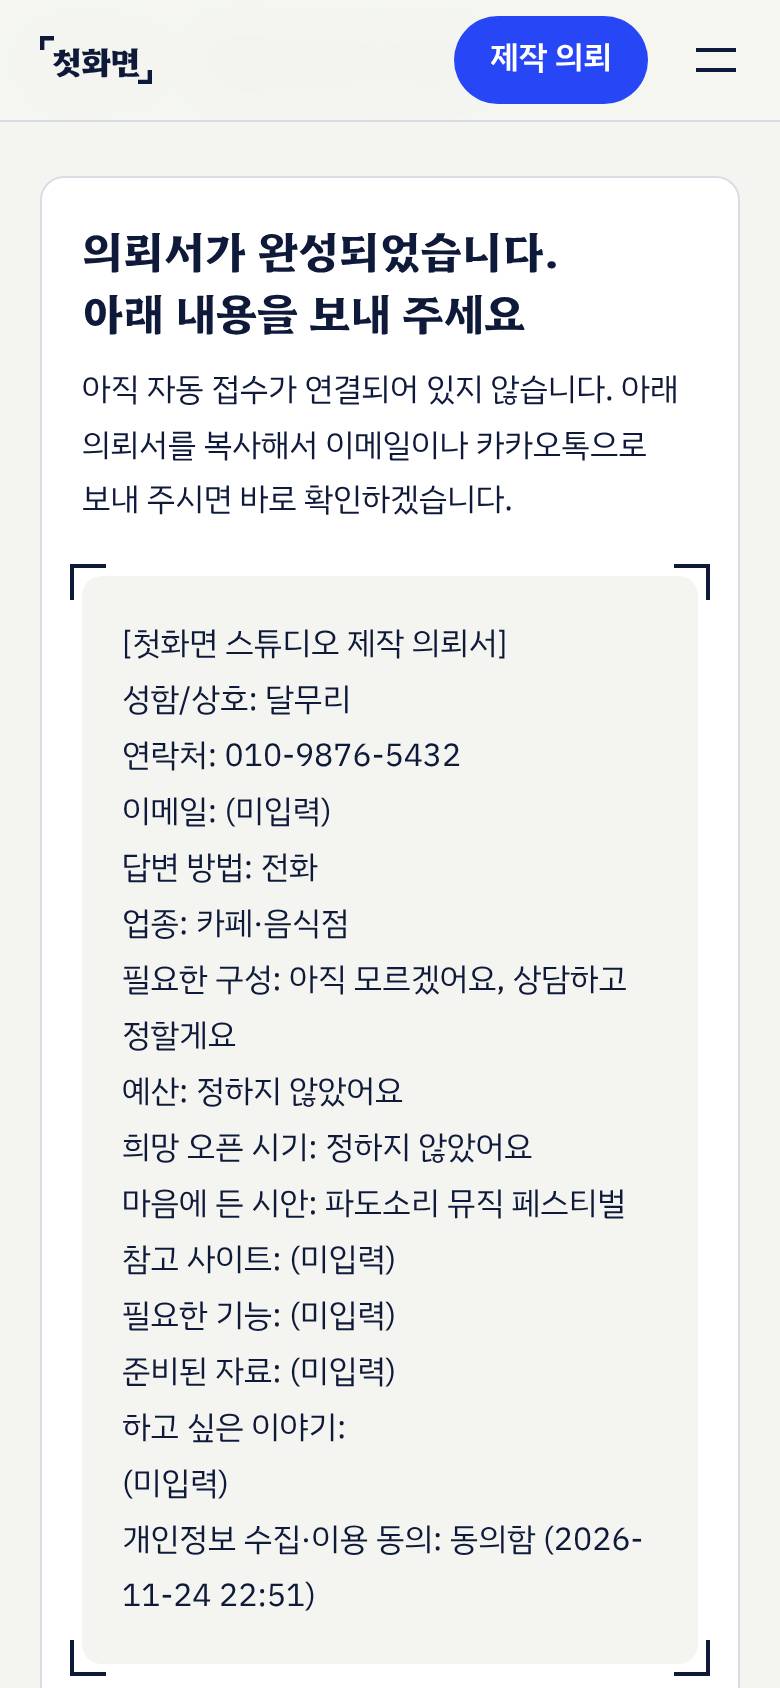 첫화면
제작 의뢰
의뢰서가 완성되었습니다.
아래 내용을 보내 주세요
아직 자동 접수가 연결되어 있지 않습니다. 아래
의뢰서를 복사해서 이메일이나 카카오톡으로
보내 주시면 바로 확인하겠습니다.
[첫화면 스튜디오 제작 의뢰서]
성함/상호: 달무리
연락처: 010-9876-5432
이메일: (미입력)
답변 방법: 전화
업종: 카페·음식점
필요한 구성: 아직 모르겠어요, 상담하고
정할게요
예산: 정하지 않았어요
희망 오픈 시기: 정하지 않았어요
마음에 든 시안: 파도소리 뮤직 페스티벌
참고 사이트: (미입력)
필요한 기능: (미입력)
준비된 자료: (미입력)
하고 싶은 이야기:
(미입력)
개인정보 수집·이용 동의: 동의함 (2026-
11-24 22:51)